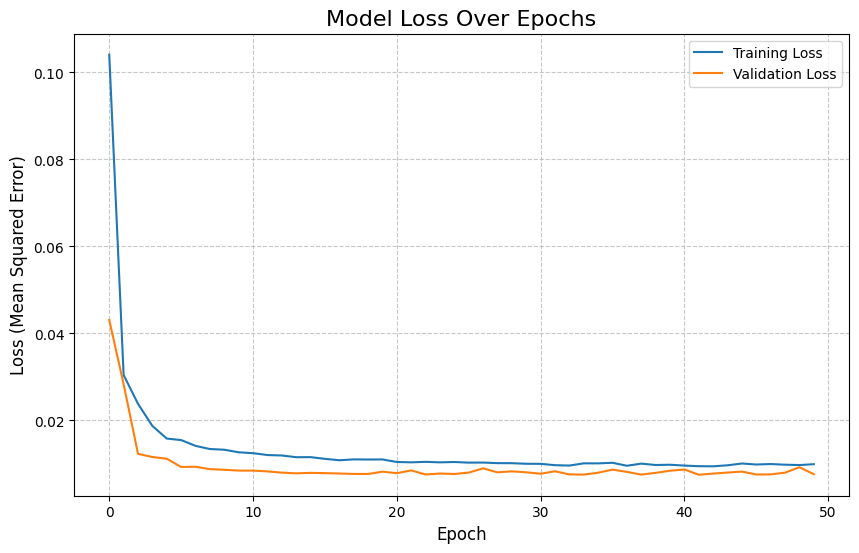 Model Loss Over Epochs
Training Loss
Validation Loss
0.10
0.08
0.06
0.04
0.02
Loss (Mean Squared Error)
0 10 20 30 40 50
Epoch